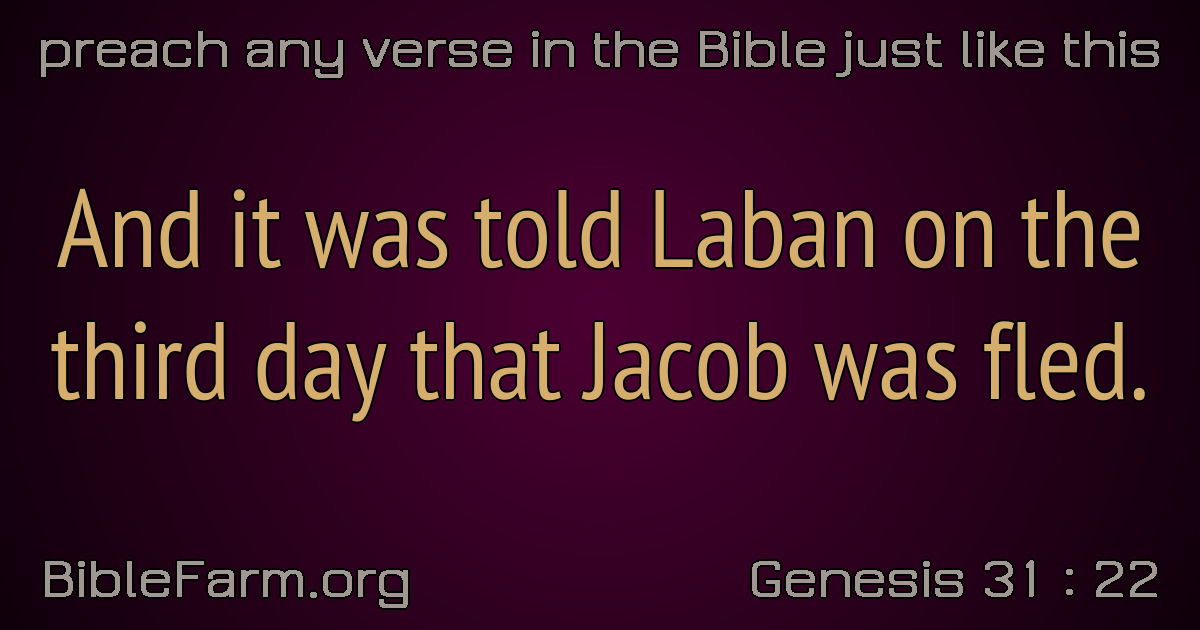 preach any verse in the Bible just like this
And it was told Laban on the
third day that Jacob was fled.
BibleFarm.org
Genesis 31 : 22